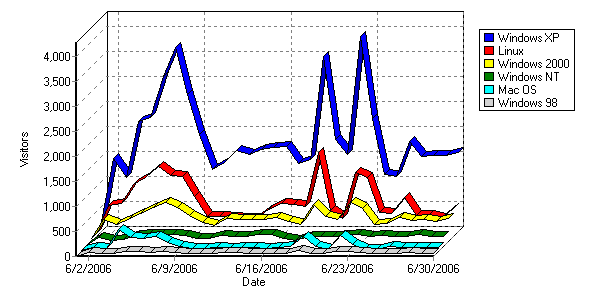 4,000
3,500
3,000
2,500
2,000
1,500
1,000
500
0
Visitors
6/2/2006 6/9/2006 6/16/2006 6/23/2006 6/30/2006
Date
Windows XP
Linux
Windows 2000
Windows NT
Mac OS
Windows 98